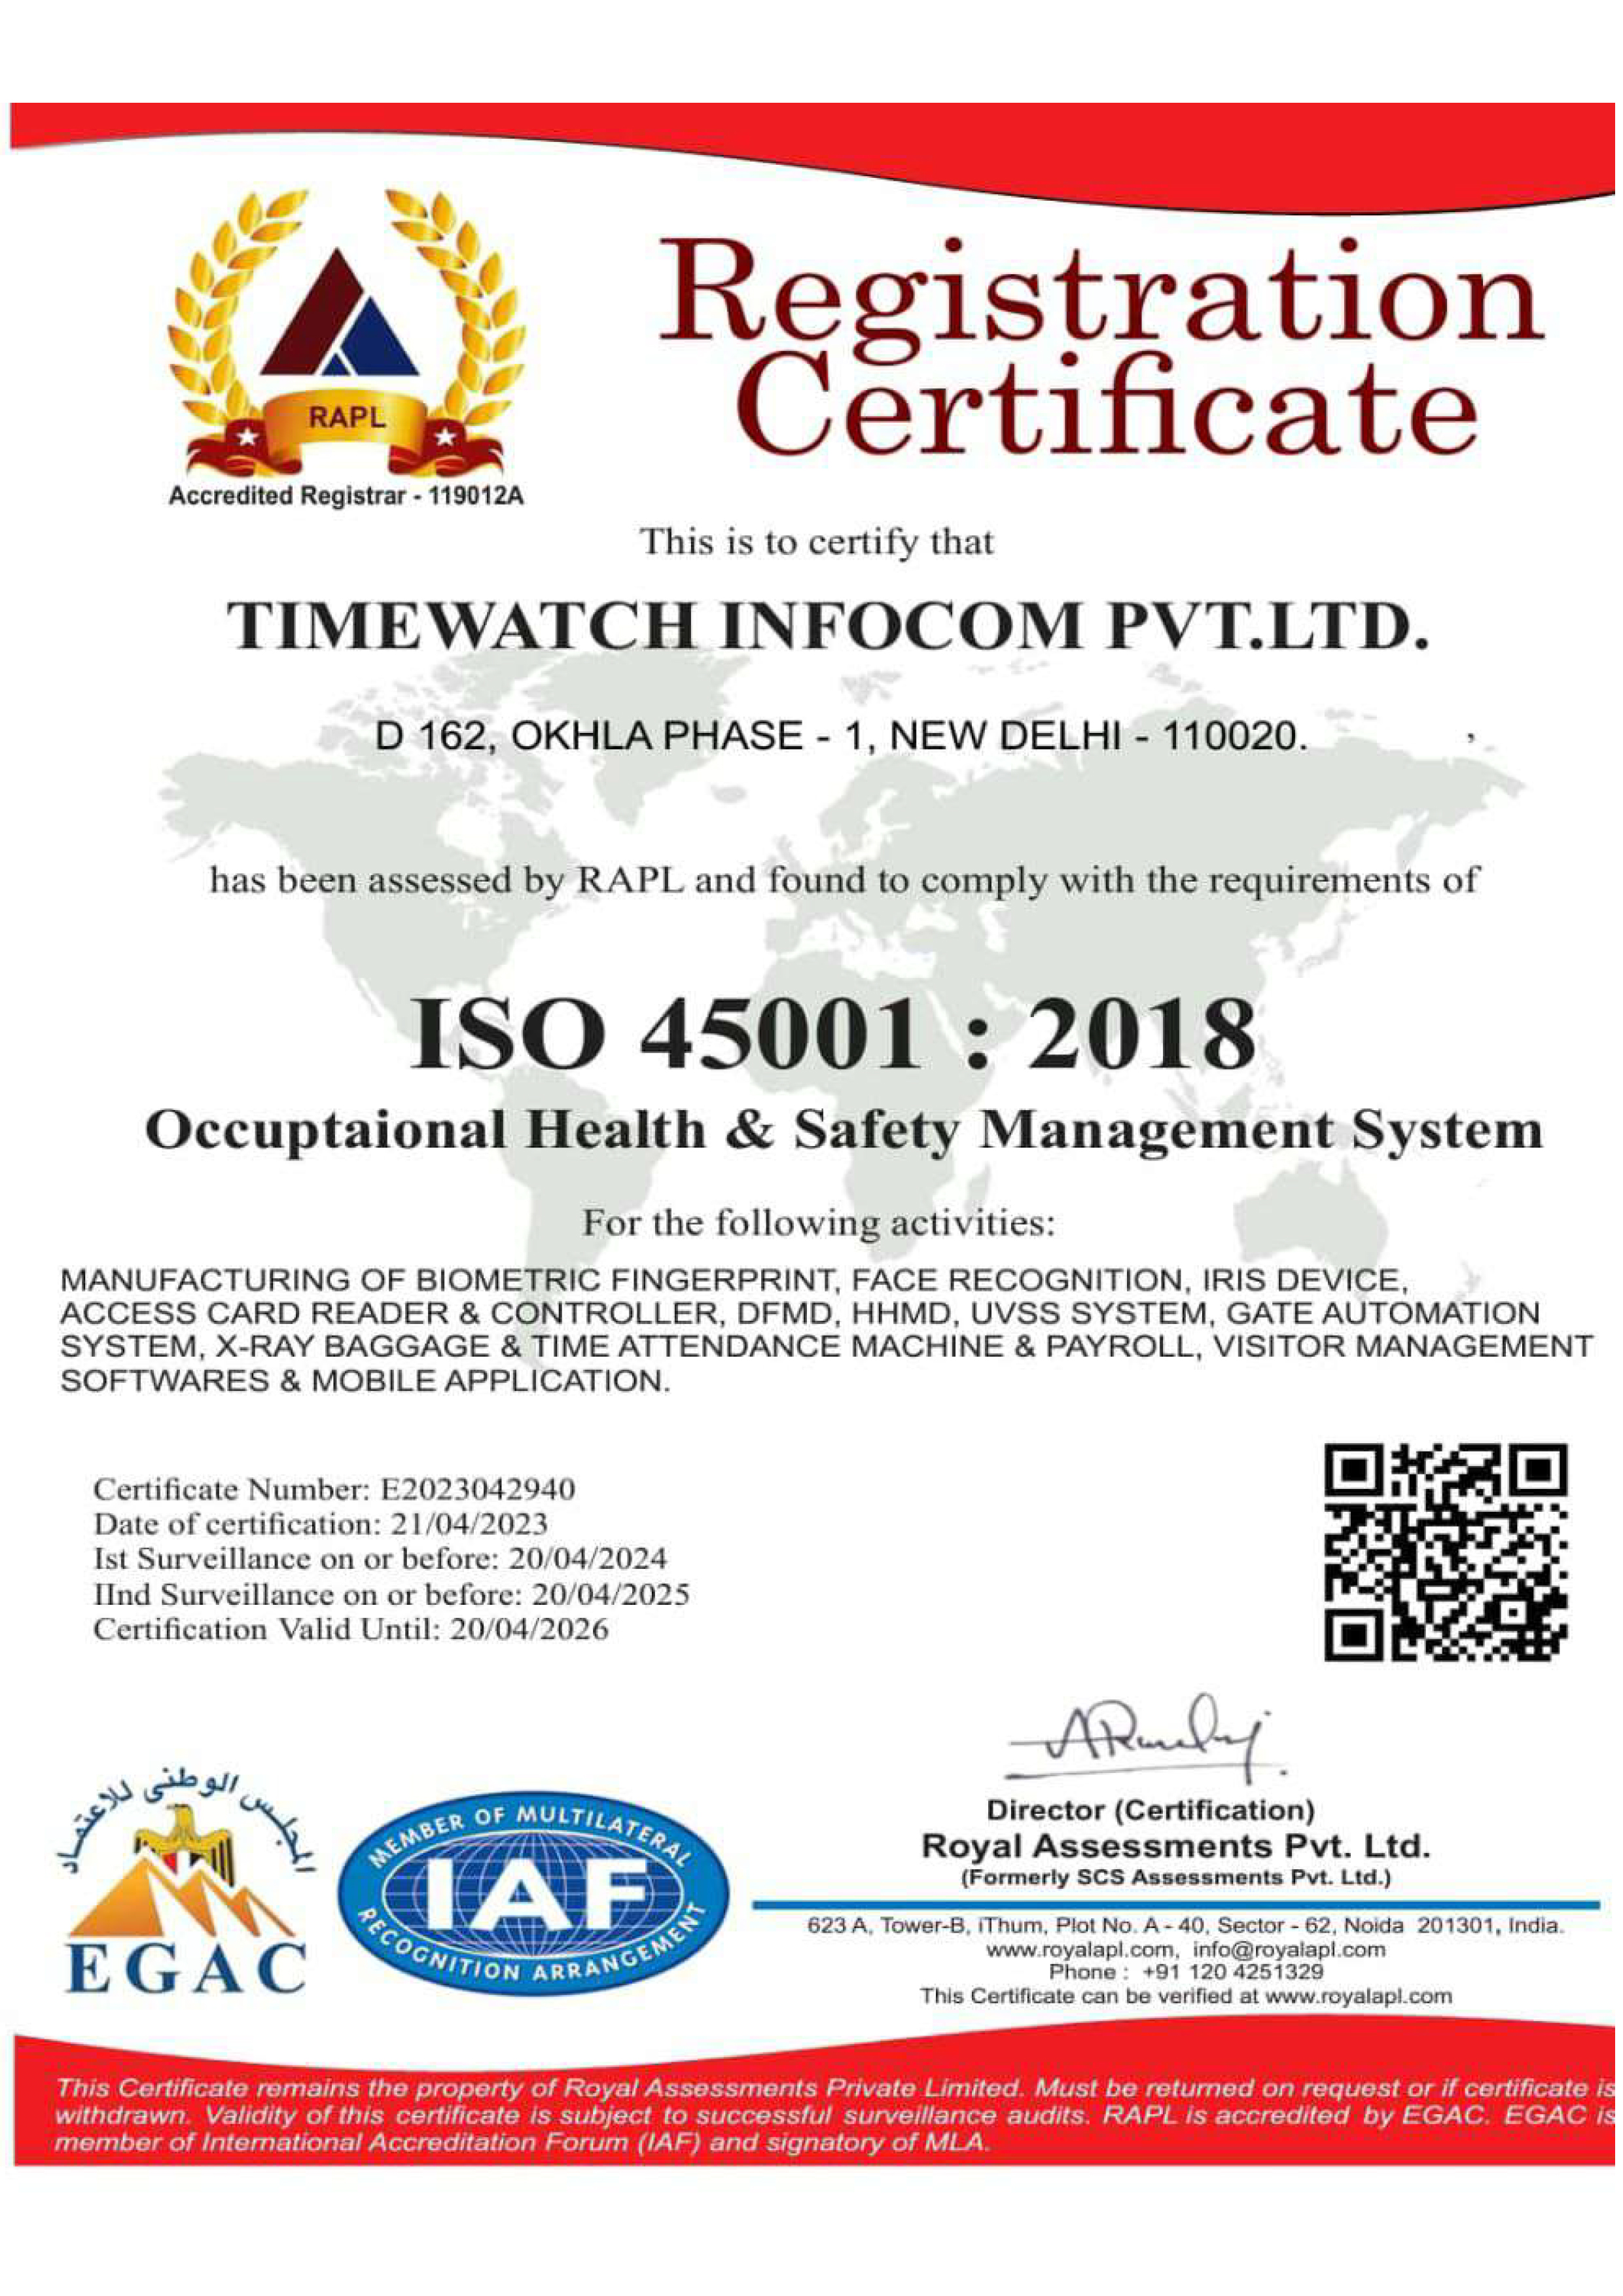 Registration
Certificate
RAPL
Accredited Registrar - 119012A
This is to certify that
TIMEWATCH INFOCOM PVT.LTD.
D 162, OKHLA PHASE - 1, NEW DELHI - 110020.
,
has been assessed by RAPL and found to comply with the requirements of
ISO 45001 : 2018
Occuptaional Health & Safety Management System
For the following activities:
MANUFACTURING OF BIOMETRIC FINGERPRINT, FACE RECOGNITION, IRIS DEVICE,
ACCESS CARD READER & CONTROLLER, DFMD, HHMD, UVSS SYSTEM, GATE AUTOMATION
SYSTEM, X-RAY BAGGAGE & TIME ATTENDANCE MACHINE & PAYROLL, VISITOR MANAGEMENT
SOFTWARES & MOBILE APPLICATION.
Certificate Number: E2023042940
Date of certification: 21/04/2023
Ist Surveillance on or before: 20/04/2024
IInd Surveillance on or before: 20/04/2025
Certification Valid Until: 20/04/2026
المجلس الوطنى للاعتماد
EGAC
MEMBER OF MULTILATERAL
IAF
RECOGNITION ARRANGEMENT
Director (Certification)
Royal Assessments Pvt. Ltd.
(Formerly SCS Assessments Pvt. Ltd.)
623 A, Tower-B, iThum, Plot No. A - 40, Sector - 62, Noida 201301, India.
www.royalapl.com, info@royalapl.com
Phone : +91 120 4251329
This Certificate can be verified at www.royalapl.com
This Certificate remains the property of Royal Assessments Private Limited. Must be returned on request or if certificate is
withdrawn. Validity of this certificate is subject to successful surveillance audits. RAPL is accredited by EGAC. EGAC is
member of International Accreditation Forum (IAF) and signatory of MLA.